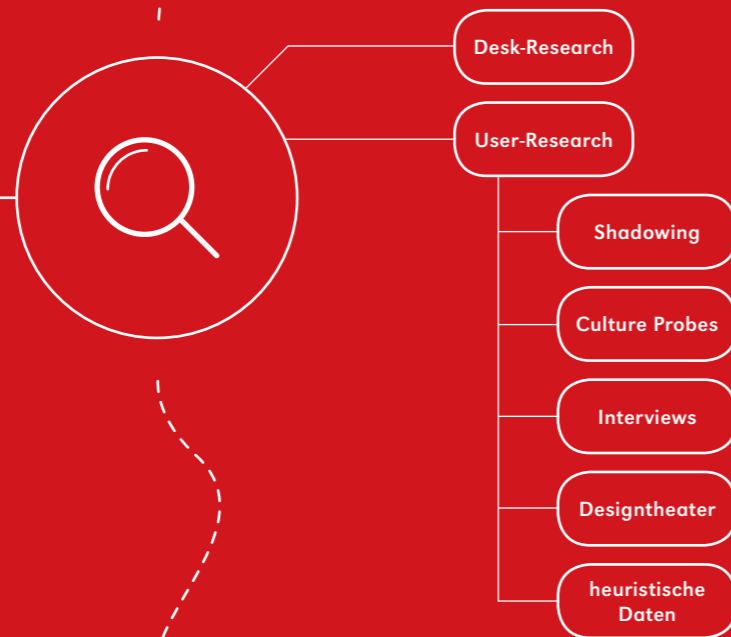 Desk-Research
User-Research
Shadowing
Culture Probes
Interviews
Designtheater
heuristische
Daten